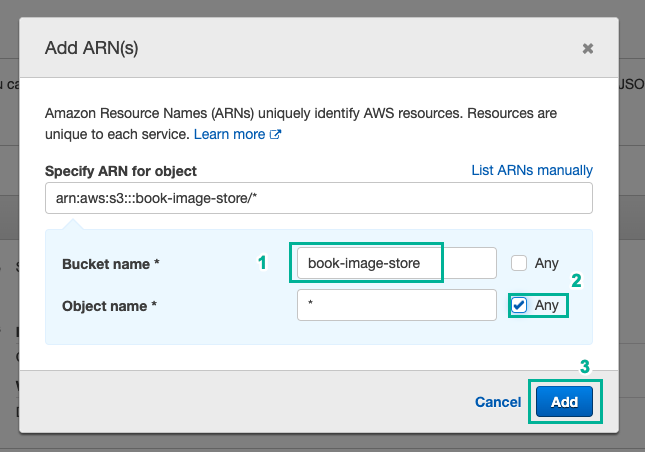 Add ARN(s)
Amazon Resource Names (ARNs) uniquely identify AWS resources. Resources are
unique to each service. Learn more
Specify ARN for object
List ARNs manually
arn:aws:s3:::book-image-store/*
Bucket name *
1
book-image-store
Any
2
Object name *
*
Any
3
Cancel
Add